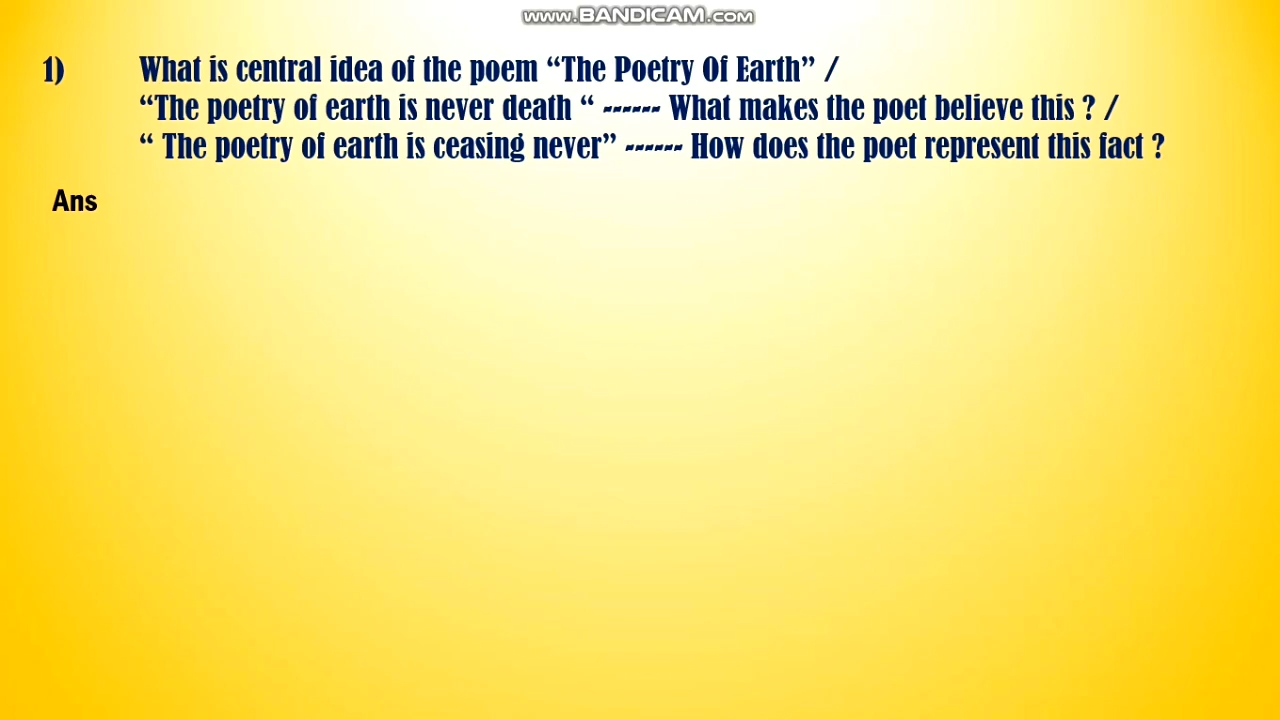 www.BANDICAM.com
1) What is central idea of the poem “The Poetry Of Earth” /
“The poetry of earth is never death “ ------ What makes the poet believe this ? /
“ The poetry of earth is ceasing never” ------ How does the poet represent this fact ?
Ans